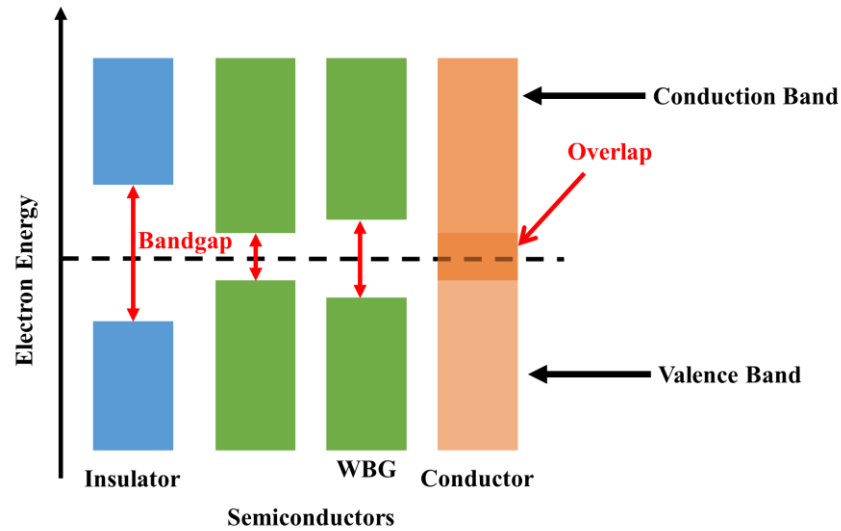 Conduction Band
Overlap
Bandgap
Electron Energy
Valence Band
Insulator
WBG
Conductor
Semiconductors